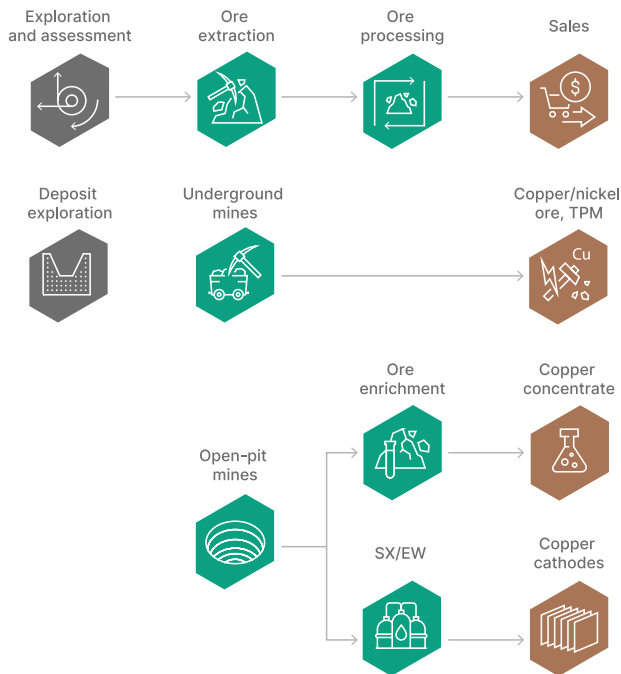 Exploration
and assessment
Ore
extraction
Ore
processing
Sales
$
Deposit
exploration
Underground
mines
Copper/nickel
ore, TPM
Cu
Ore
enrichment
Copper
concentrate
Open-pit
mines
SX/EW
Copper
cathodes